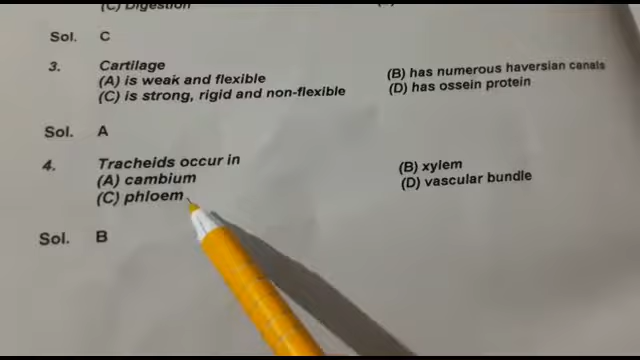 (C) Digestion
Sol. C
3. Cartilage
(A) is weak and flexible (B) has numerous haversian canals
(C) is strong, rigid and non-flexible (D) has ossein protein
Sol. A
4. Tracheids occur in
(A) cambium (B) xylem
(C) phloem (D) vascular bundle
Sol. B